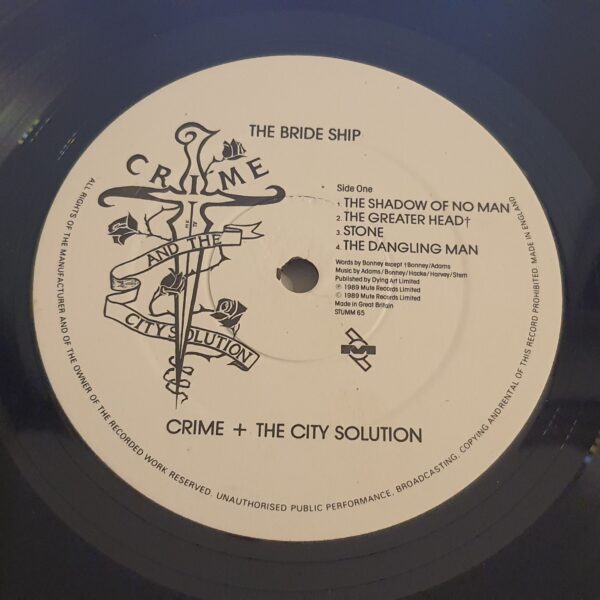 THE BRIDE SHIP
CRIME
AND THE
CITY SOLUTION
Side One
1 THE SHADOW OF NO MAN
2. THE GREATER HEAD†
3 STONE
4. THE DANGLING MAN
Words by Bonney except †Bonney/Adams
Music by Adams/Bonney/Hacke/Harvey/Stern
Published by Dying Art Limited
℗ 1989 Mute Records Limited
© 1989 Mute Records Limited
Made in Great Britain
STUMM 65
CRIME + THE CITY SOLUTION
ALL RIGHTS OF THE MANUFACTURER AND OF THE OWNER OF THE RECORDED WORK RESERVED. UNAUTHORISED PUBLIC PERFORMANCE, BROADCASTING, COPYING AND RENTAL OF THIS RECORD PROHIBITED MADE IN ENGLAND